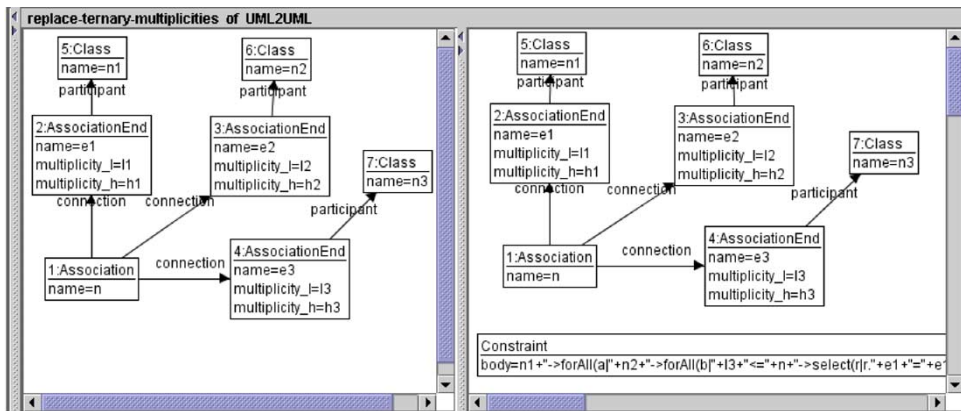 replace-ternary-multiplicities of UML2UML
5:Class
name=n1
6:Class
name=n2
participant
participant
2:AssociationEnd
name=e1
multiplicity_l=l1
multiplicity_h=h1
3:AssociationEnd
name=e2
multiplicity_l=l2
multiplicity_h=h2
7:Class
name=n3
connection
connection
participant
1:Association
name=n
connection
4:AssociationEnd
name=e3
multiplicity_l=l3
multiplicity_h=h3
5:Class
name=n1
6:Class
name=n2
participant
participant
2:AssociationEnd
name=e1
multiplicity_l=l1
multiplicity_h=h1
3:AssociationEnd
name=e2
multiplicity_l=l2
multiplicity_h=h2
7:Class
name=n3
connection
connection
participant
1:Association
name=n
connection
4:AssociationEnd
name=e3
multiplicity_l=l3
multiplicity_h=h3
Constraint
body=n1+"->forAll(a|"+n2+"->forAll(b|"+l3+"<="+n+"->select(r|r."+e1+"="+e1